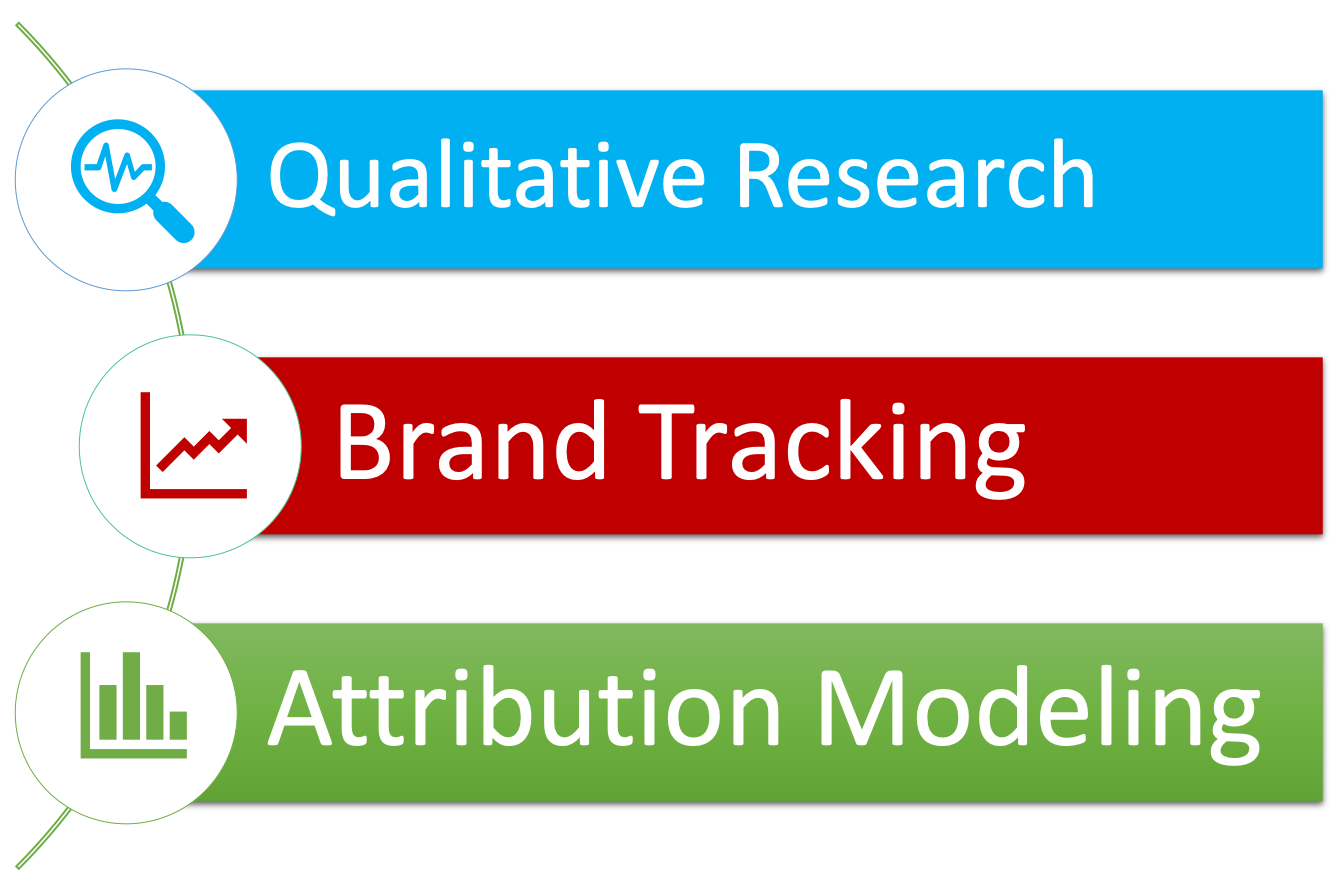 Qualitative Research
Brand Tracking
Attribution Modeling